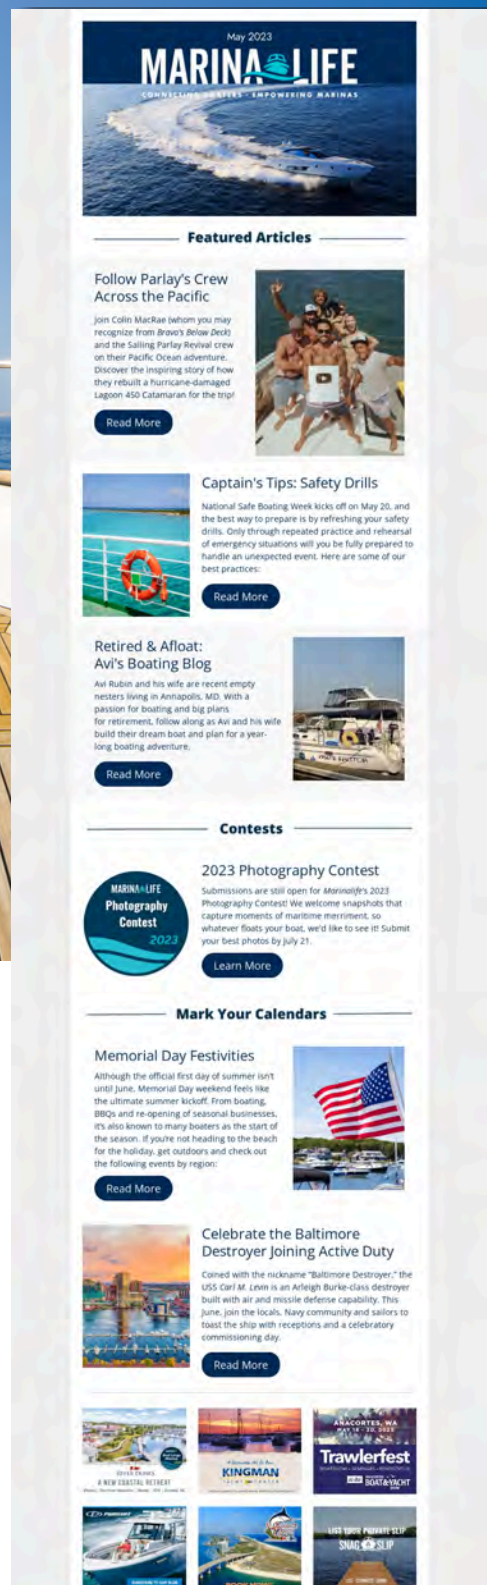 May 2023
MARINALIFE
CONNECTING BOATERS · EMPOWERING MARINAS
Featured Articles
Follow Parlay's Crew
Across the Pacific
Join Colin MacRae (whom you may
recognize from Bravo's Below Deck)
and the Sailing Parlay Revival crew
on their Pacific Ocean adventure.
Discover the inspiring story of how
they rebuilt a hurricane-damaged
Lagoon 450 Catamaran for the trip!
Read More
Captain's Tips: Safety Drills
National Safe Boating Week kicks off on May 20, and
the best way to prepare is by refreshing your safety
drills. Only through repeated practice and rehearsal
of emergency situations will you be fully prepared to
handle an unexpected event. Here are some of our
best practices:
Read More
Retired & Afloat:
Avi's Boating Blog
Avi Rubin and his wife are recent empty
nesters living in Annapolis, MD. With a
passion for boating and big plans
for retirement, follow along as Avi and his wife
build their dream boat and plan for a year-
long boating adventure.
Read More
Contests
MARINALIFE
Photography
Contest
2023
2023 Photography Contest
Submissions are still open for Marinalife's 2023
Photography Contest! We welcome snapshots that
capture moments of maritime merriment, so
whatever floats your boat, we'd like to see it! Submit
your best photos by July 21.
Learn More
Mark Your Calendars
Memorial Day Festivities
Although the official first day of summer isn't
until June, Memorial Day weekend feels like
the ultimate summer kickoff. From boating,
BBQs and re-opening of seasonal businesses,
it's also known to many boaters as the start of
the season. If you're not heading to the beach
for the holiday, get outdoors and check out
the following events by region:
Read More
Celebrate the Baltimore
Destroyer Joining Active Duty
Coined with the nickname "Baltimore Destroyer," the
USS Carl M. Levin is an Arleigh Burke-class destroyer
built with air and missile defense capability. This
June, join the locals, Navy community and sailors to
toast the ship with receptions and a celebratory
commissioning day.
Read More
A NEW COASTAL RETREAT
KINGMAN
YACHT CENTER
ANACORTES, WA
MAY 16 - 20, 2023
Trawlerfest
BOAT&YACHT
PURSUIT
LIST YOUR PRIVATE SLIP
SNAG A SLIP